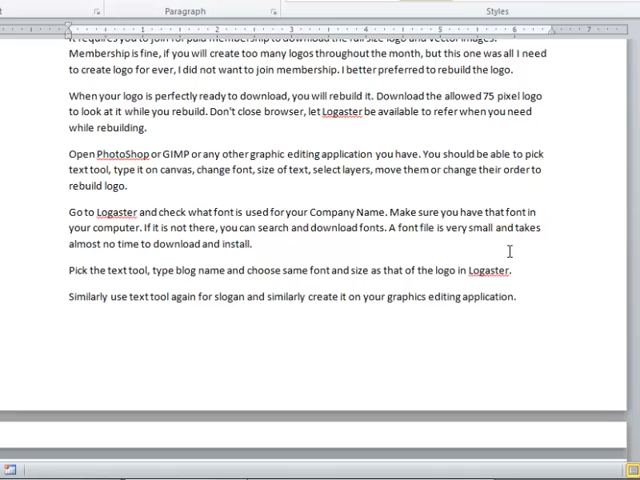 Paragraph
Styles
1 2 3 4 5 6 7
It requires you to join for paid membership to download the full size logo and vector images.
Membership is fine, if you will create too many logos throughout the month, but this one was all I need
to create logo for ever, I did not want to join membership. I better preferred to rebuild the logo.
When your logo is perfectly ready to download, you will rebuild it. Download the allowed 75 pixel logo
to look at it while you rebuild. Don't close browser, let Logaster be available to refer when you need
while rebuilding.
Open PhotoShop or GIMP or any other graphic editing application you have. You should be able to pick
text tool, type it on canvas, change font, size of text, select layers, move them or change their order to
rebuild logo.
Go to Logaster and check what font is used for your Company Name. Make sure you have that font in
your computer. If it is not there, you can search and download fonts. A font file is very small and takes
almost no time to download and install.
Pick the text tool, type blog name and choose same font and size as that of the logo in Logaster.
Similarly use text tool again for slogan and similarly create it on your graphics editing application.